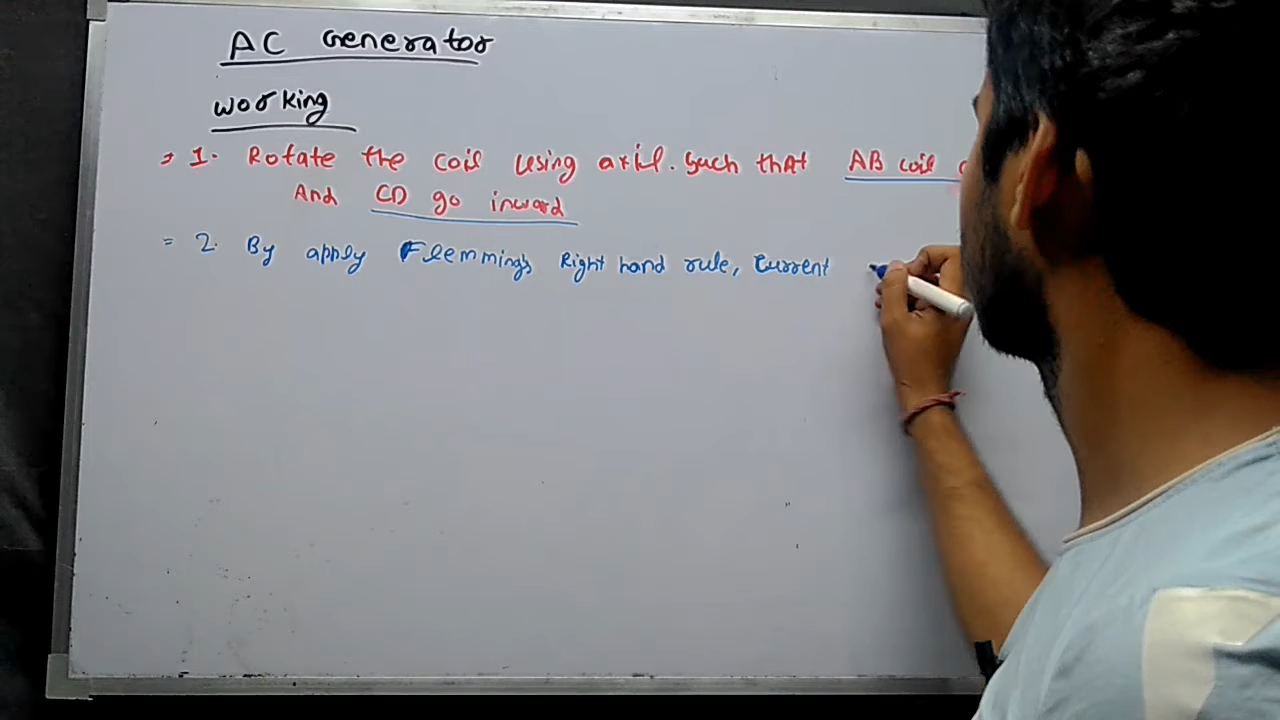 AC Generator
Working
→ 1. Rotate the coil using axil. such that AB coil
And CD go inward
= 2. By apply Flemming's Right hand rule, Current